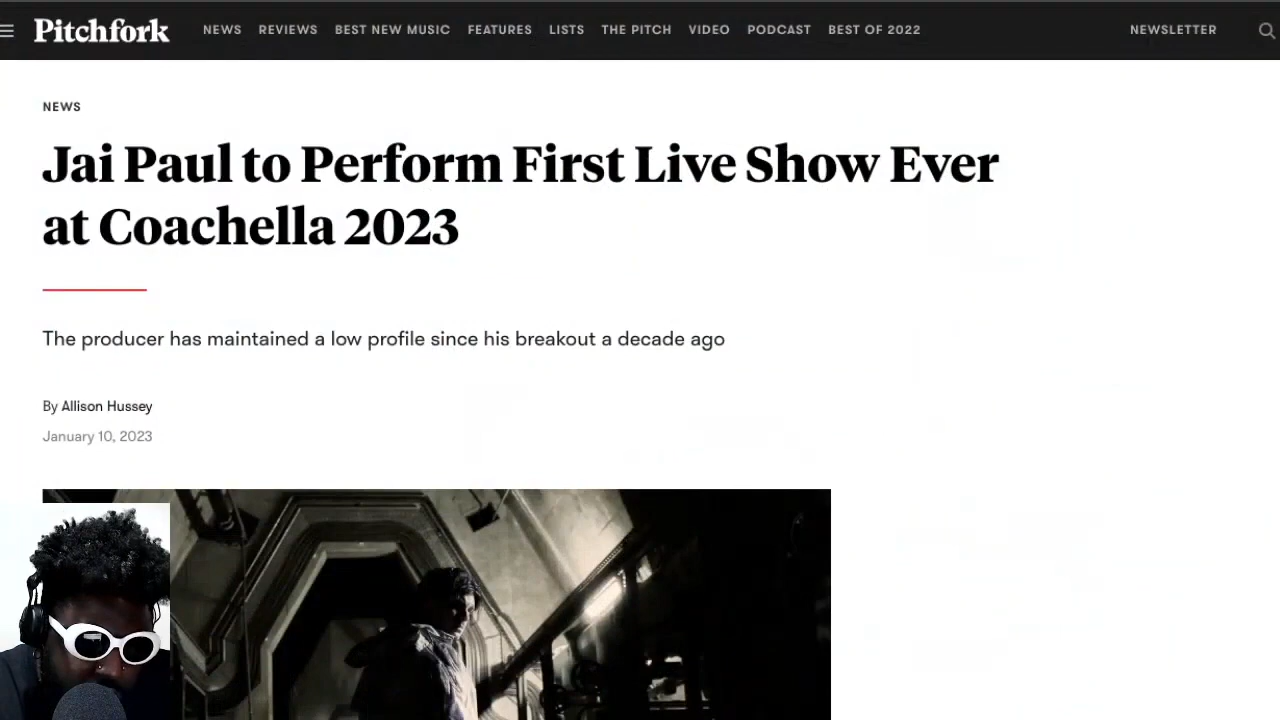 Pitchfork NEWS REVIEWS BEST NEW MUSIC FEATURES LISTS THE PITCH VIDEO PODCAST BEST OF 2022 NEWSLETTER
NEWS
Jai Paul to Perform First Live Show Ever
at Coachella 2023
The producer has maintained a low profile since his breakout a decade ago
By Allison Hussey
January 10, 2023